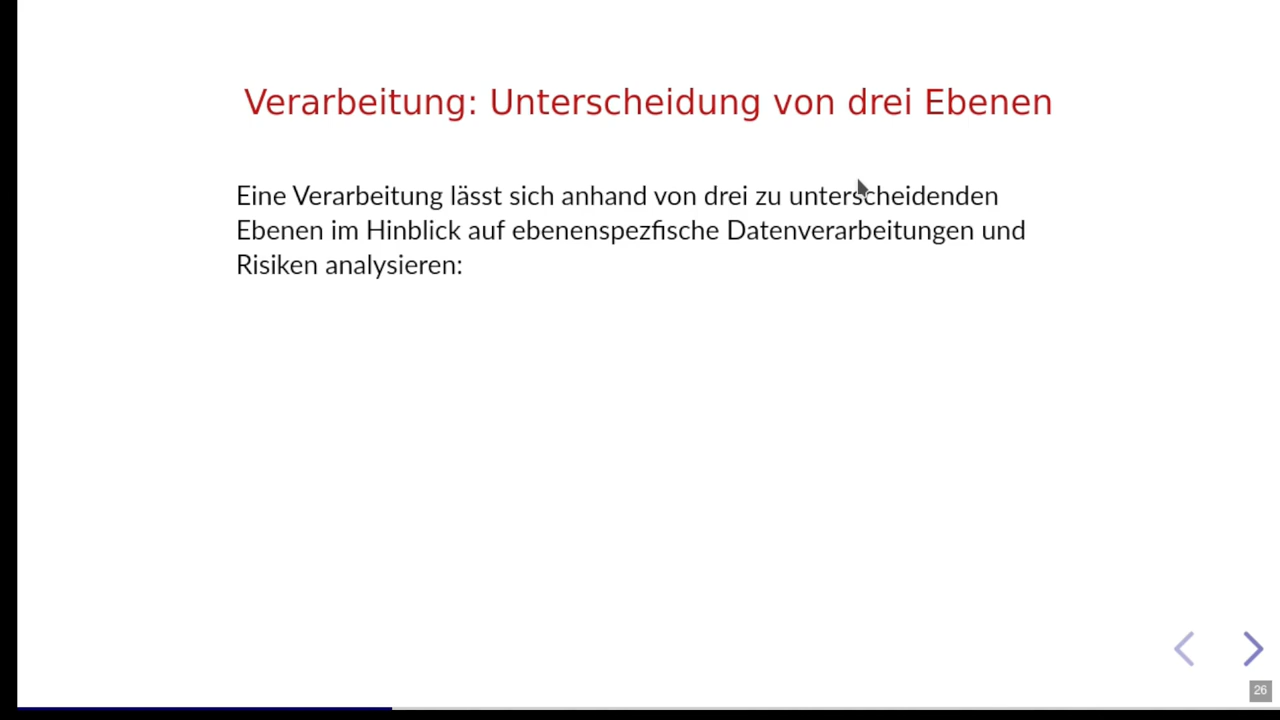 Verarbeitung: Unterscheidung von drei Ebenen
Eine Verarbeitung lässt sich anhand von drei zu unterscheidenden
Ebenen im Hinblick auf ebenenspezfische Datenverarbeitungen und
Risiken analysieren:
26